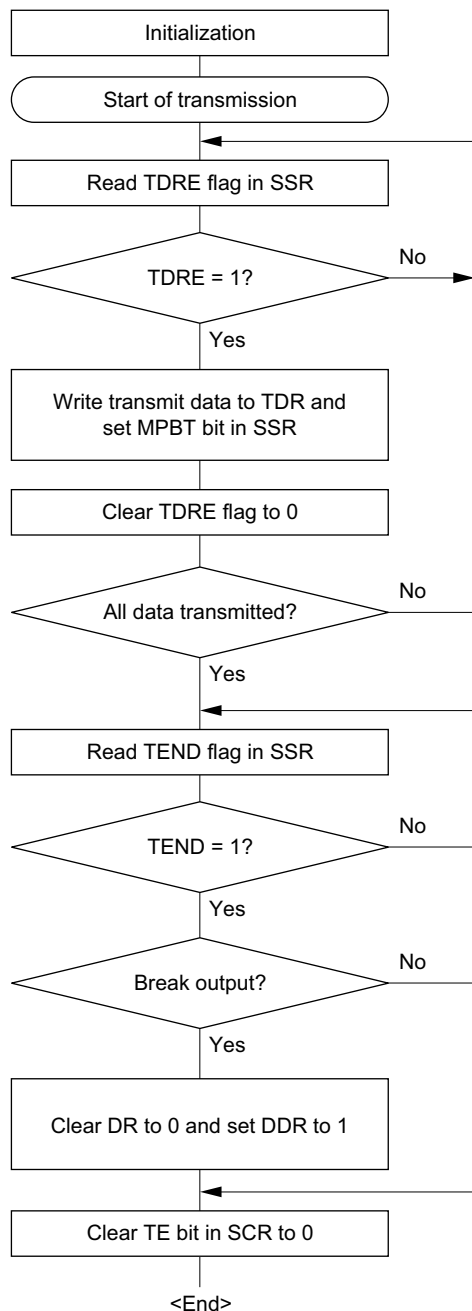 Initialization
Start of transmission
Read TDRE flag in SSR
TDRE = 1?
No
Yes
Write transmit data to TDR and
set MPBT bit in SSR
Clear TDRE flag to 0
All data transmitted?
No
Yes
Read TEND flag in SSR
TEND = 1?
No
Yes
Break output?
No
Yes
Clear DR to 0 and set DDR to 1
Clear TE bit in SCR to 0
<End>